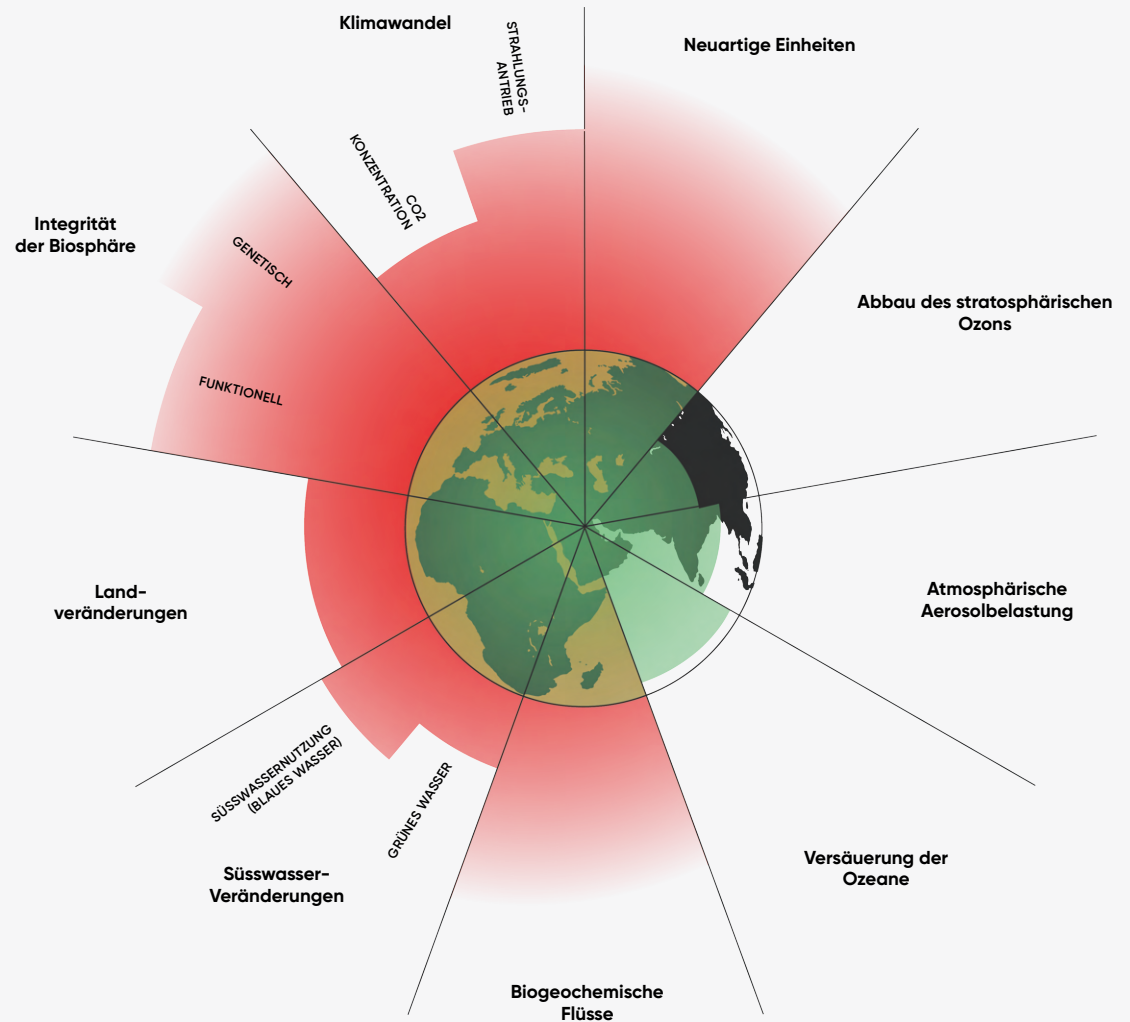 Klimawandel
STRAHLUNGS-
ANTRIEB
CO2
KONZENTRATION
Neuartige Einheiten
Abbau des stratosphärischen
Ozons
Atmosphärische
Aerosolbelastung
Versäuerung der
Ozeane
Biogeochemische
Flüsse
GRÜNES WASSER
SÜSSWASSERNUTZUNG
(BLAUES WASSER)
Süsswasser-
Veränderungen
Land-
veränderungen
FUNKTIONELL
GENETISCH
Integrität
der Biosphäre